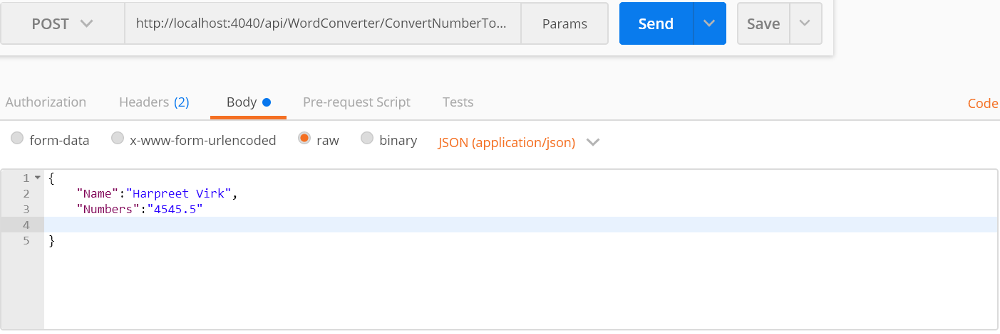 POST http://localhost:4040/api/WordConverter/ConvertNumberTo... Params Send Save
Authorization Headers (2) Body Pre-request Script Tests Code
form-data x-www-form-urlencoded raw binary JSON (application/json)
1 {
2 "Name":"Harpreet Virk",
3 "Numbers":"4545.5"
4
5 }